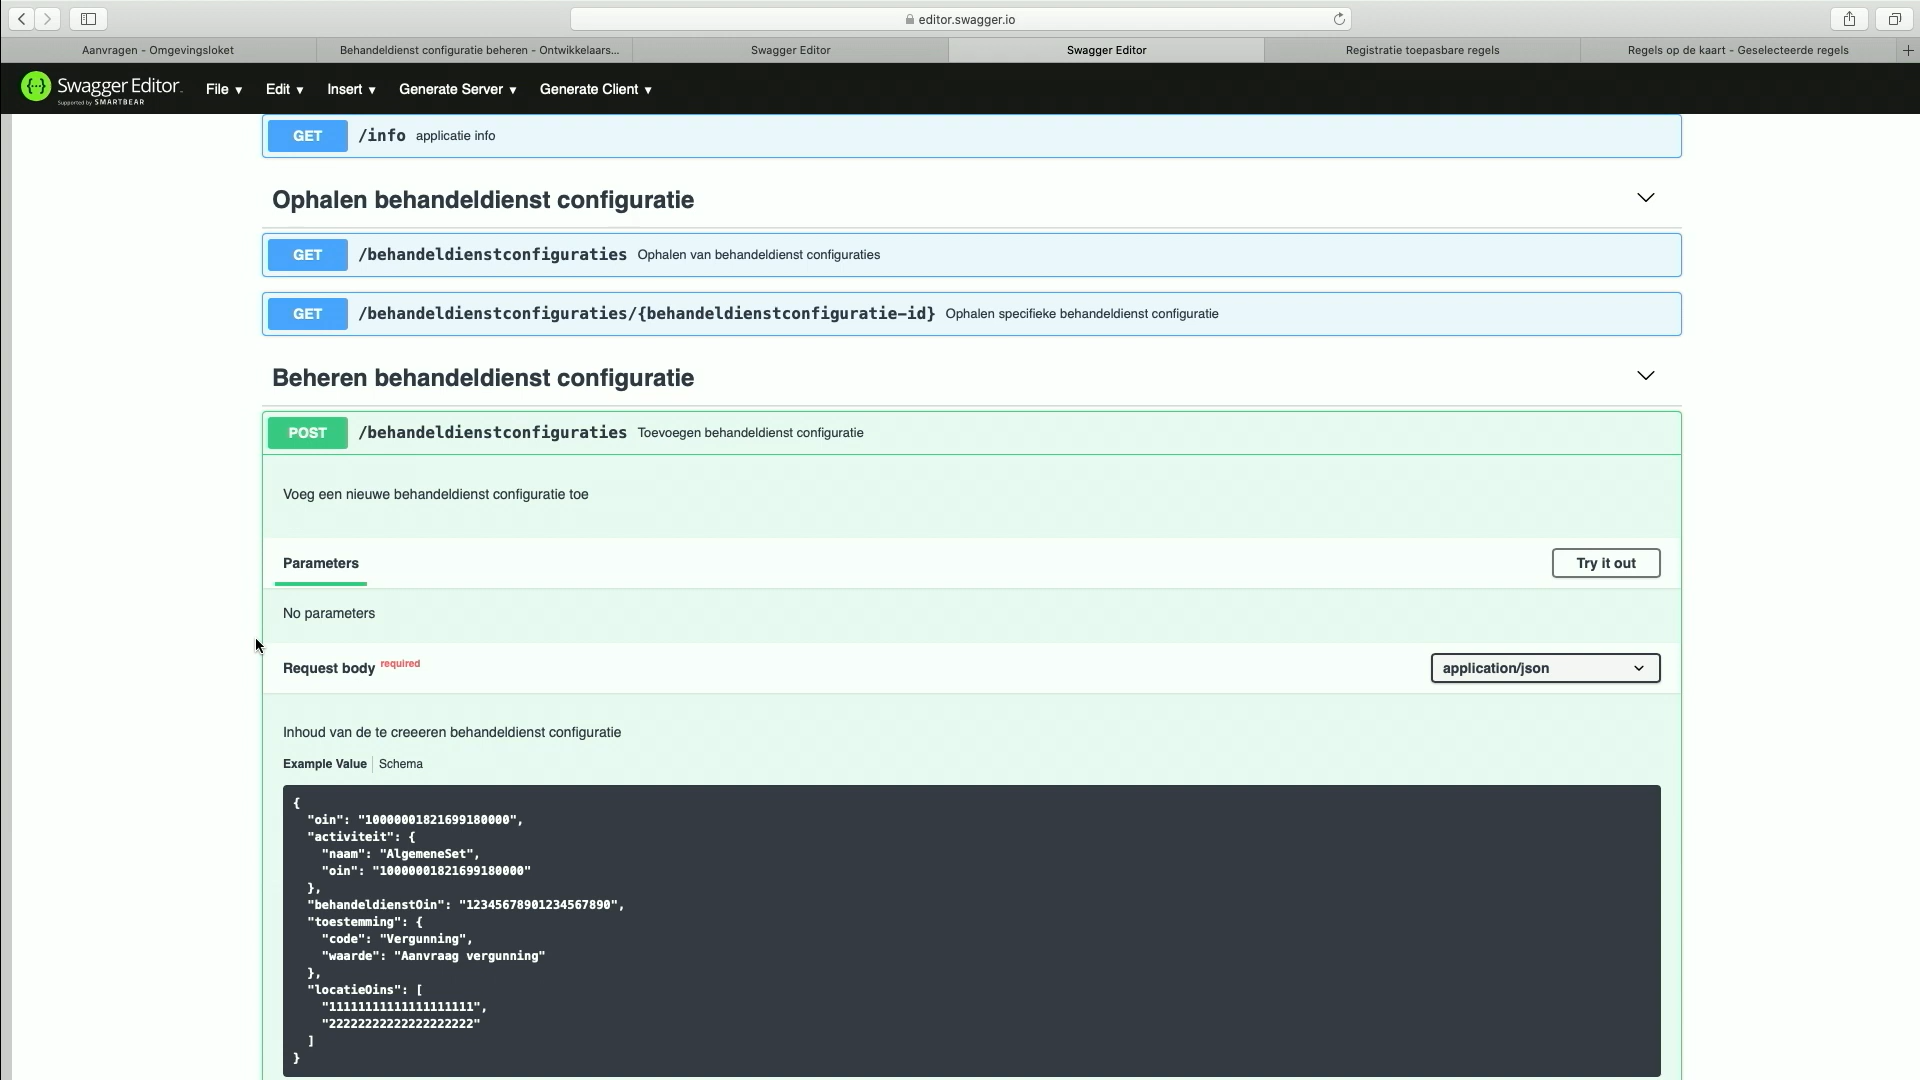 editor.swagger.io
Aanvragen - Omgevingsloket
Behandeldienst configuratie beheren - Ontwikkelaars...
Swagger Editor
Swagger Editor
Registratie toepasbare regels
Regels op de kaart - Geselecteerde regels
Swagger Editor
Supported by SMARTBEAR
File
Edit
Insert
Generate Server
Generate Client
GET /info applicatie info
Ophalen behandeldienst configuratie
GET /behandeldienstconfiguraties Ophalen van behandeldienst configuraties
GET /behandeldienstconfiguraties/{behandeldienstconfiguratie-id} Ophalen specifieke behandeldienst configuratie
Beheren behandeldienst configuratie
POST /behandeldienstconfiguraties Toevoegen behandeldienst configuratie
Voeg een nieuwe behandeldienst configuratie toe
Parameters
Try it out
No parameters
Request body required
application/json
Inhoud van de te creeeren behandeldienst configuratie
Example Value | Schema
{
"oin": "10000001821699180000",
"activiteit": {
"naam": "AlgemeneSet",
"oin": "10000001821699180000"
},
"behandeldienstOin": "12345678901234567890",
"toestemming": {
"code": "Vergunning",
"waarde": "Aanvraag vergunning"
},
"locatieOins": [
"11111111111111111111",
"22222222222222222222"
]
}